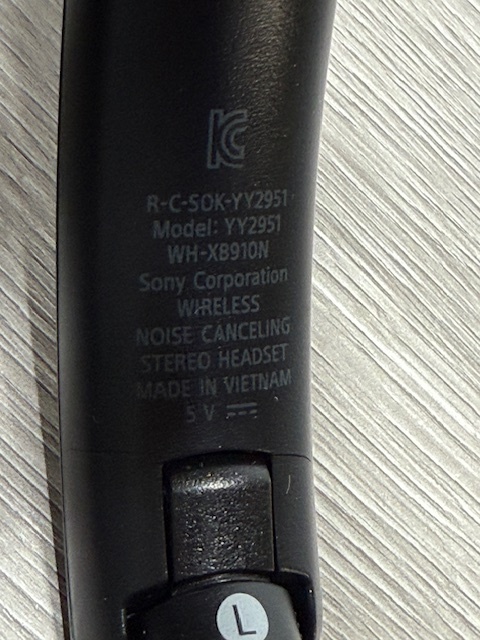 KC
R-C-SOK-YY2951
Model: YY2951
WH-XB910N
Sony Corporation
WIRELESS
NOISE CANCELING
STEREO HEADSET
MADE IN VIETNAM
5 V ⎓
L